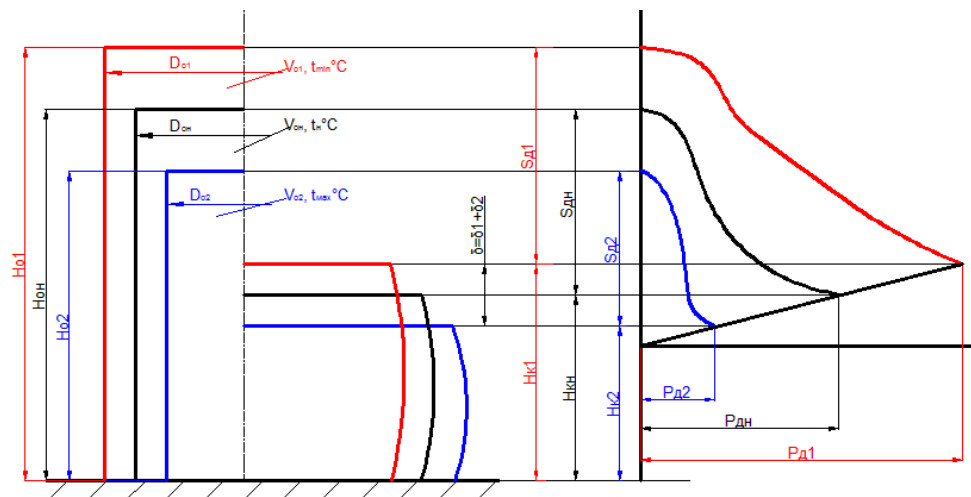 Dо1
Vо1, tmin°C
Dон
Vон, tн°C
Dо2
Vо2, tмах°C
Hо1
Hон
Hо2
δ=δ1+δ2
Sд1
Sдн
Sд2
Hк1
Hкн
Hк2
Pд2
Pдн
Pд1